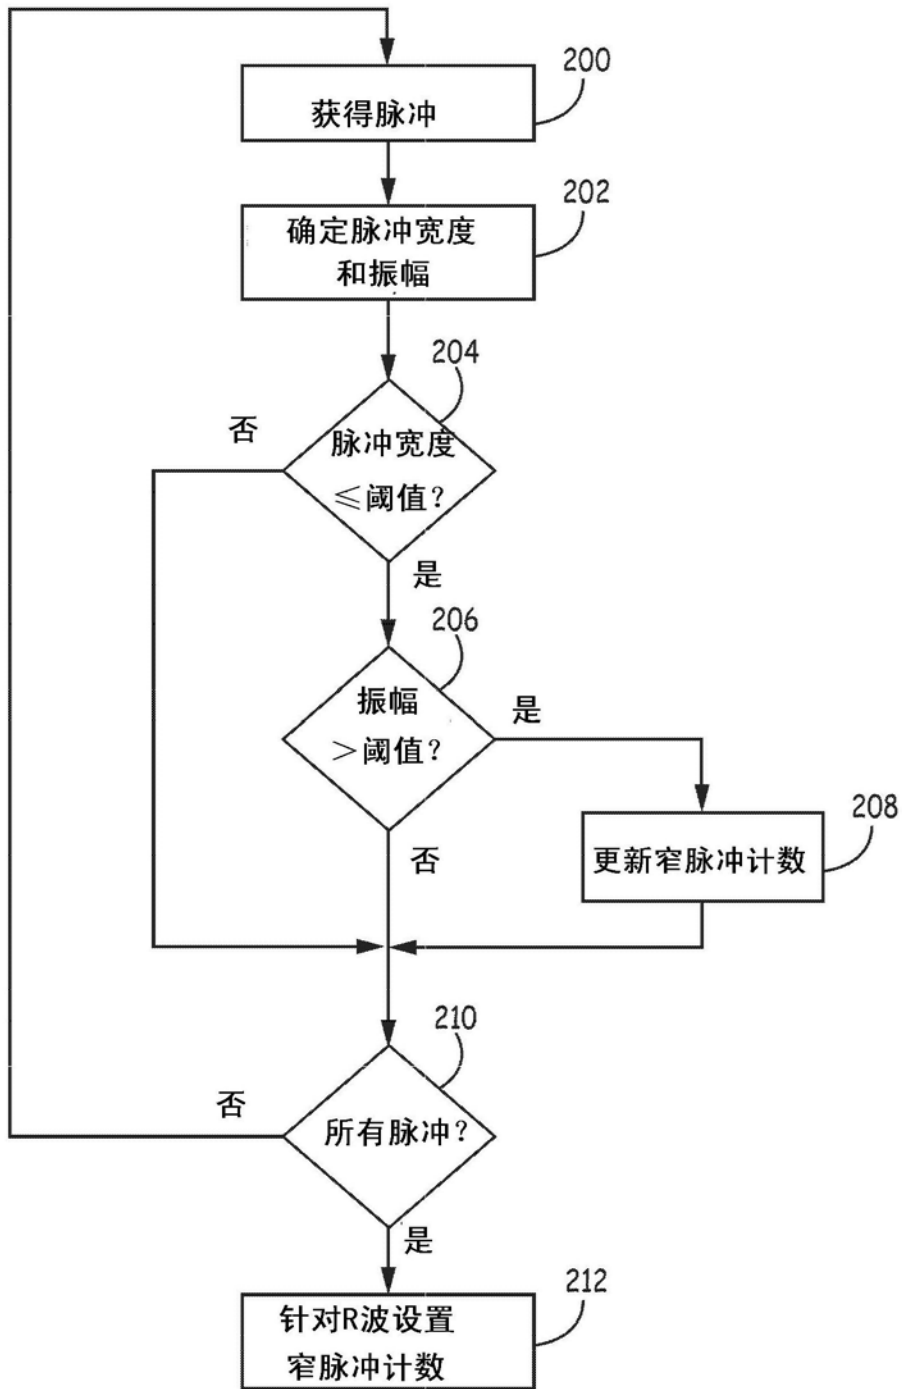 200
获得脉冲
202
确定脉冲宽度
和振幅
204
否
脉冲宽度
≤阈值?
是
206
振幅
>阈值?
是
208
更新窄脉冲计数
否
210
否
所有脉冲?
是
212
针对R波设置
窄脉冲计数